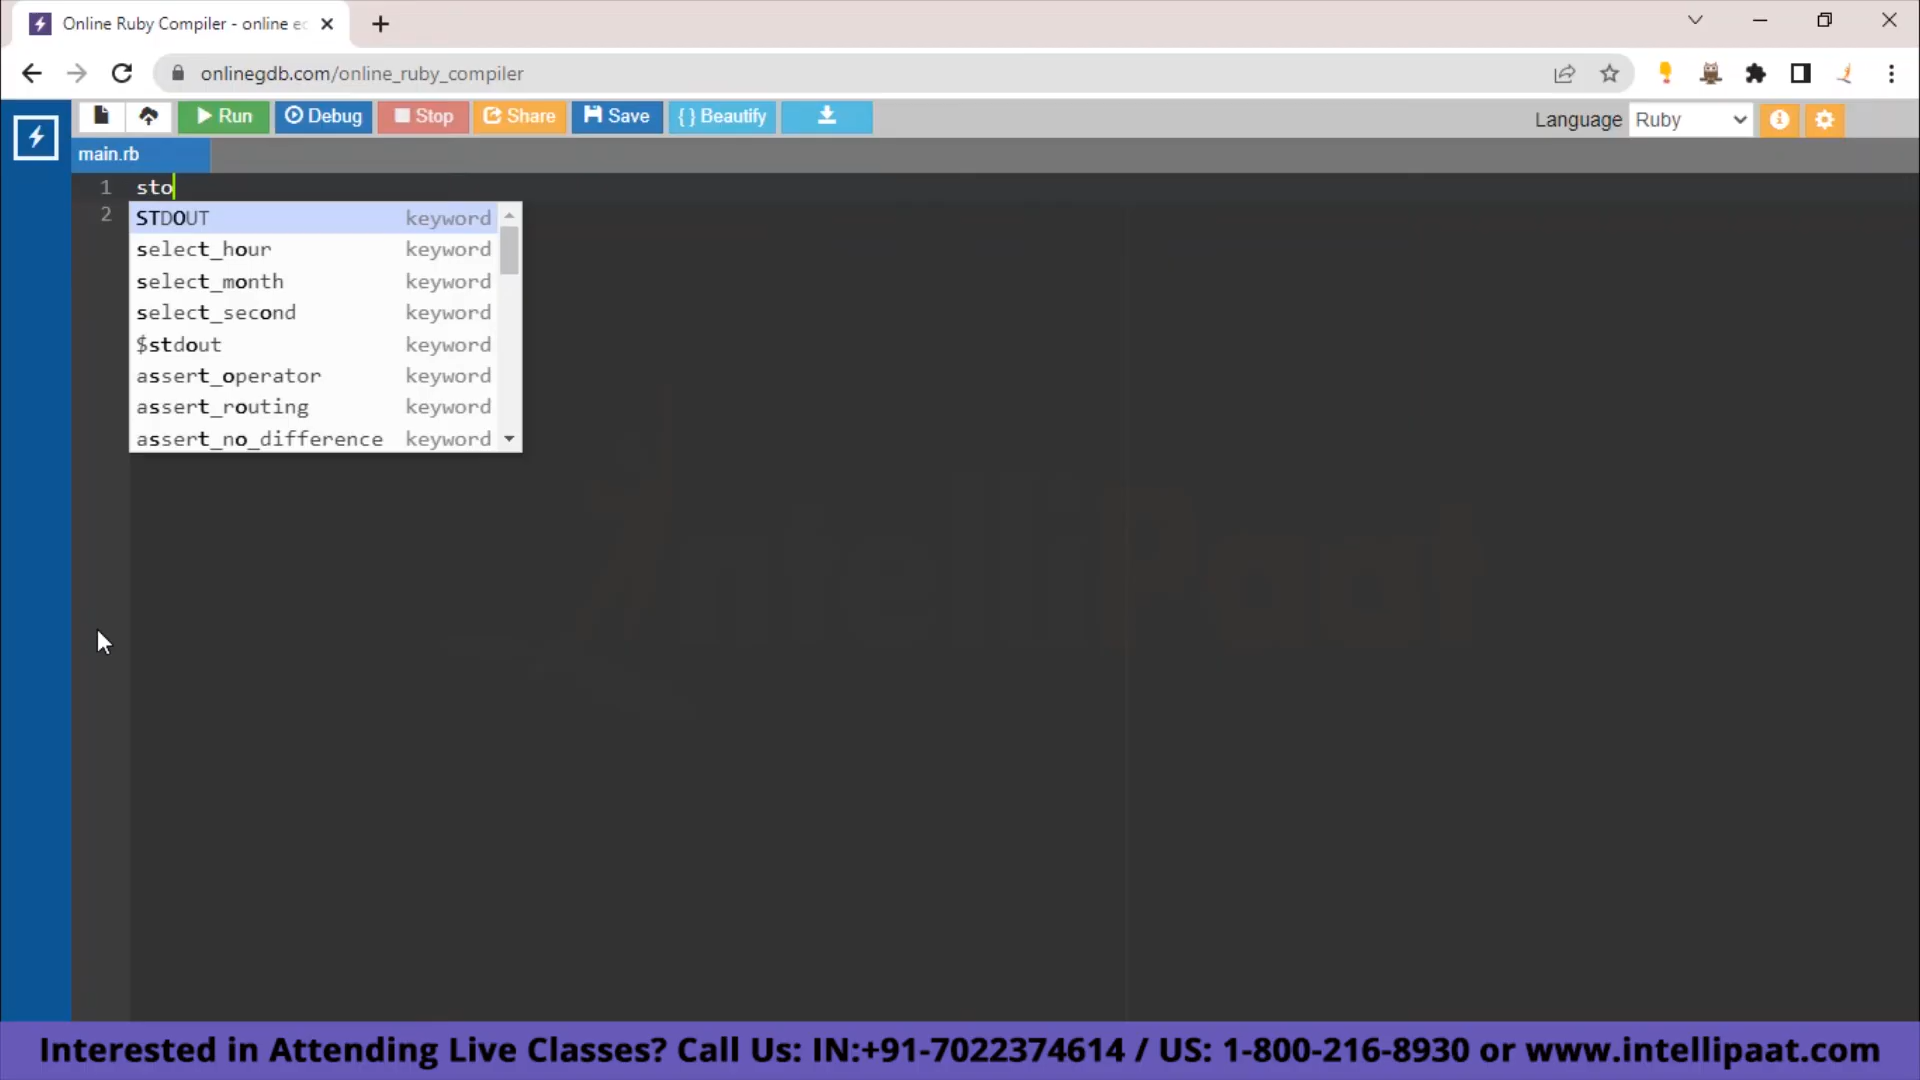 Online Ruby Compiler - online ec
onlinegdb.com/online_ruby_compiler
Run Debug Stop Share Save { } Beautify Language Ruby
main.rb
1 sto
2
STDOUT keyword
select_hour keyword
select_month keyword
select_second keyword
$stdout keyword
assert_operator keyword
assert_routing keyword
assert_no_difference keyword
IntelliPaat
Interested in Attending Live Classes? Call Us: IN:+91-7022374614 / US: 1-800-216-8930 or www.intellipaat.com